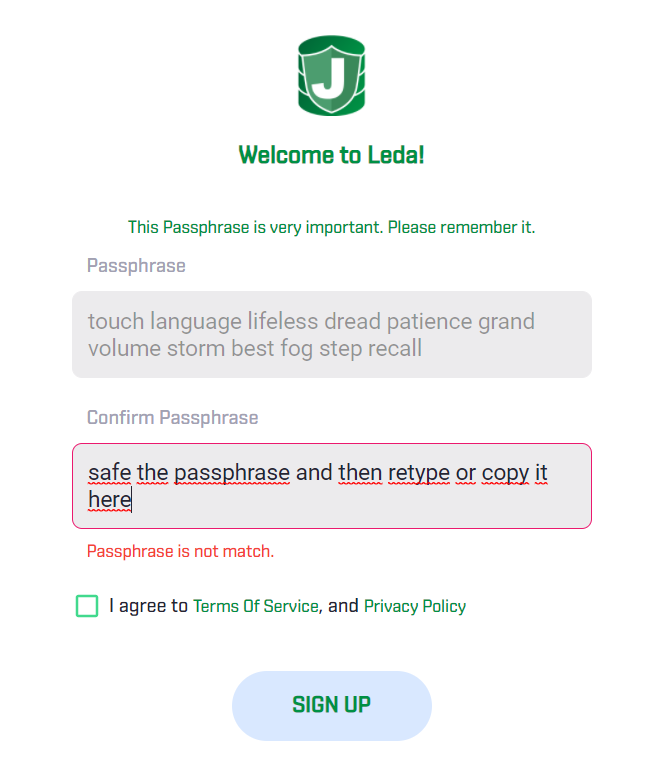 J
Welcome to Leda!
This Passphrase is very important. Please remember it.
Passphrase
touch language lifeless dread patience grand
volume storm best fog step recall
Confirm Passphrase
safe the passphrase and then retype or copy it
here
Passphrase is not match.
I agree to Terms Of Service, and Privacy Policy
SIGN UP